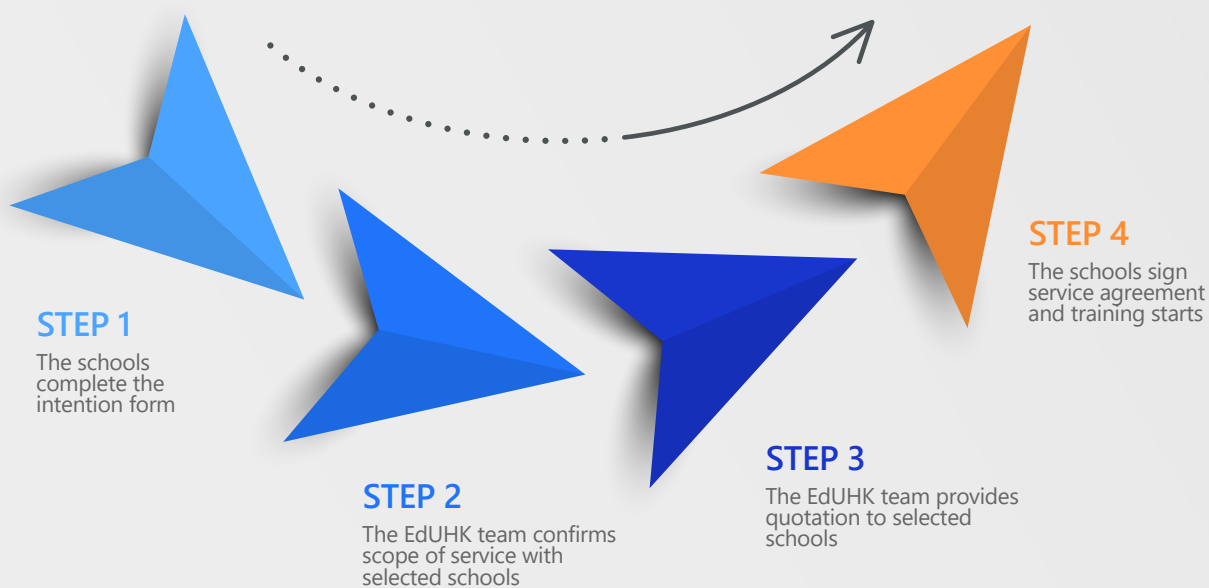 STEP 1
The schools
complete the
intention form
STEP 2
The EdUHK team confirms
scope of service with
selected schools
STEP 3
The EdUHK team provides
quotation to selected
schools
STEP 4
The schools sign
service agreement
and training starts